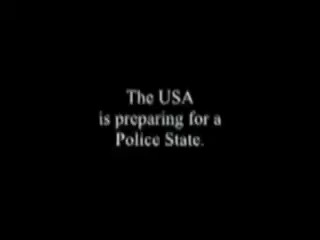 The USA
is preparing for a
Police State.